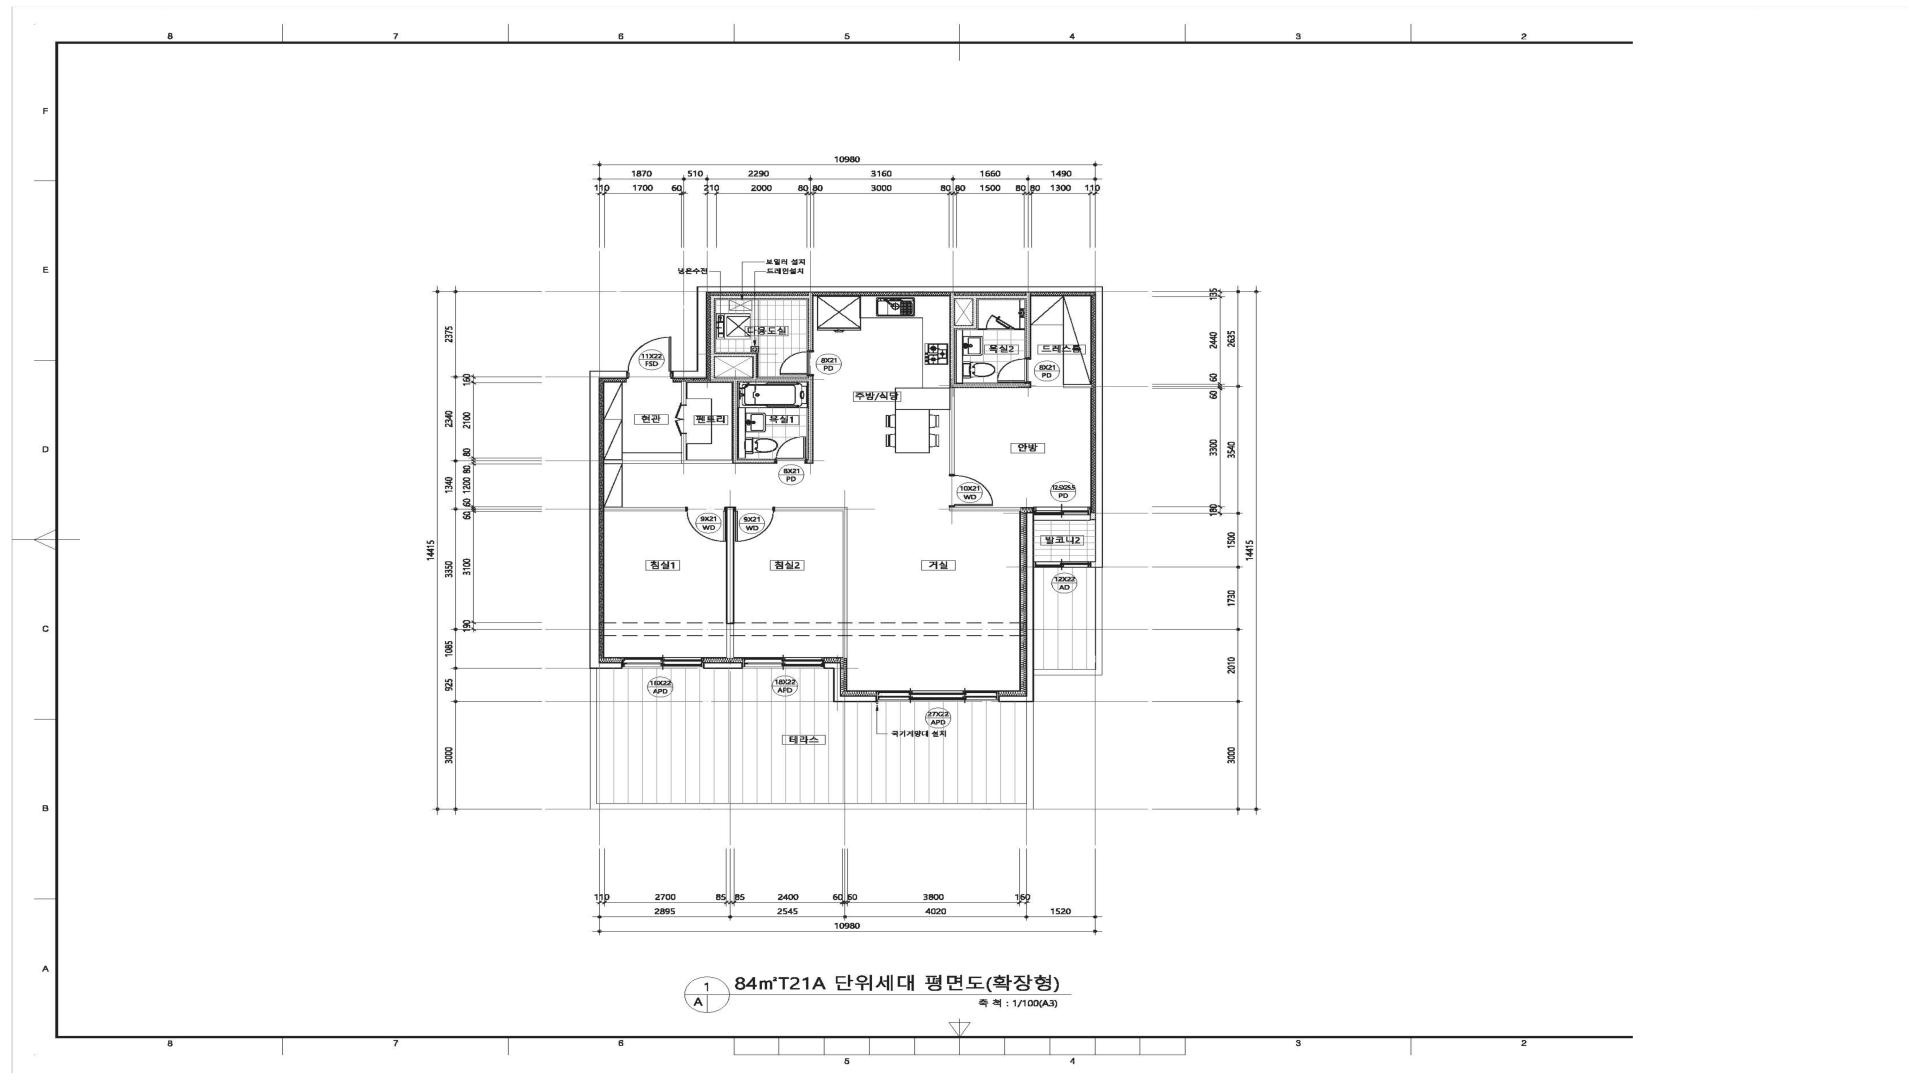 8 7 6 5 4 3 2
F
E
D
C
B
A
10980
1870 510 2290 3160 1660 1490
110 1700 60 210 2000 80 80 3000 80 80 1500 80 80 1300 110
보일러 설치
냉온수전 드레인설치
다용도실
욕실2
드레스룸
11X22
FSD
8X21
PD
8X21
PD
주방/식당
현관
팬트리
욕실1
안방
8X21
PD
10X21
WD
12.5X25.5
PD
9X21
WD
9X21
WD
발코니2
침실1
침실2
거실
12X22
AD
18X22
APD
18X22
APD
27X22
APD
국기게양대 설치
테라스
14415
2375
2340
1340
3350
1085
925
3000
160
2100
80
80
1200
60
60
3100
190
135
2440
60
60
3300
180
2635
3540
1500
1730
2010
3000
14415
110 2700 85 85 2400 60 60 3800 160
2895 2545 4020 1520
10980
1
A
84㎡T21A 단위세대 평면도(확장형)
축 척 : 1/100(A3)
8 7 6 5 4 3 2